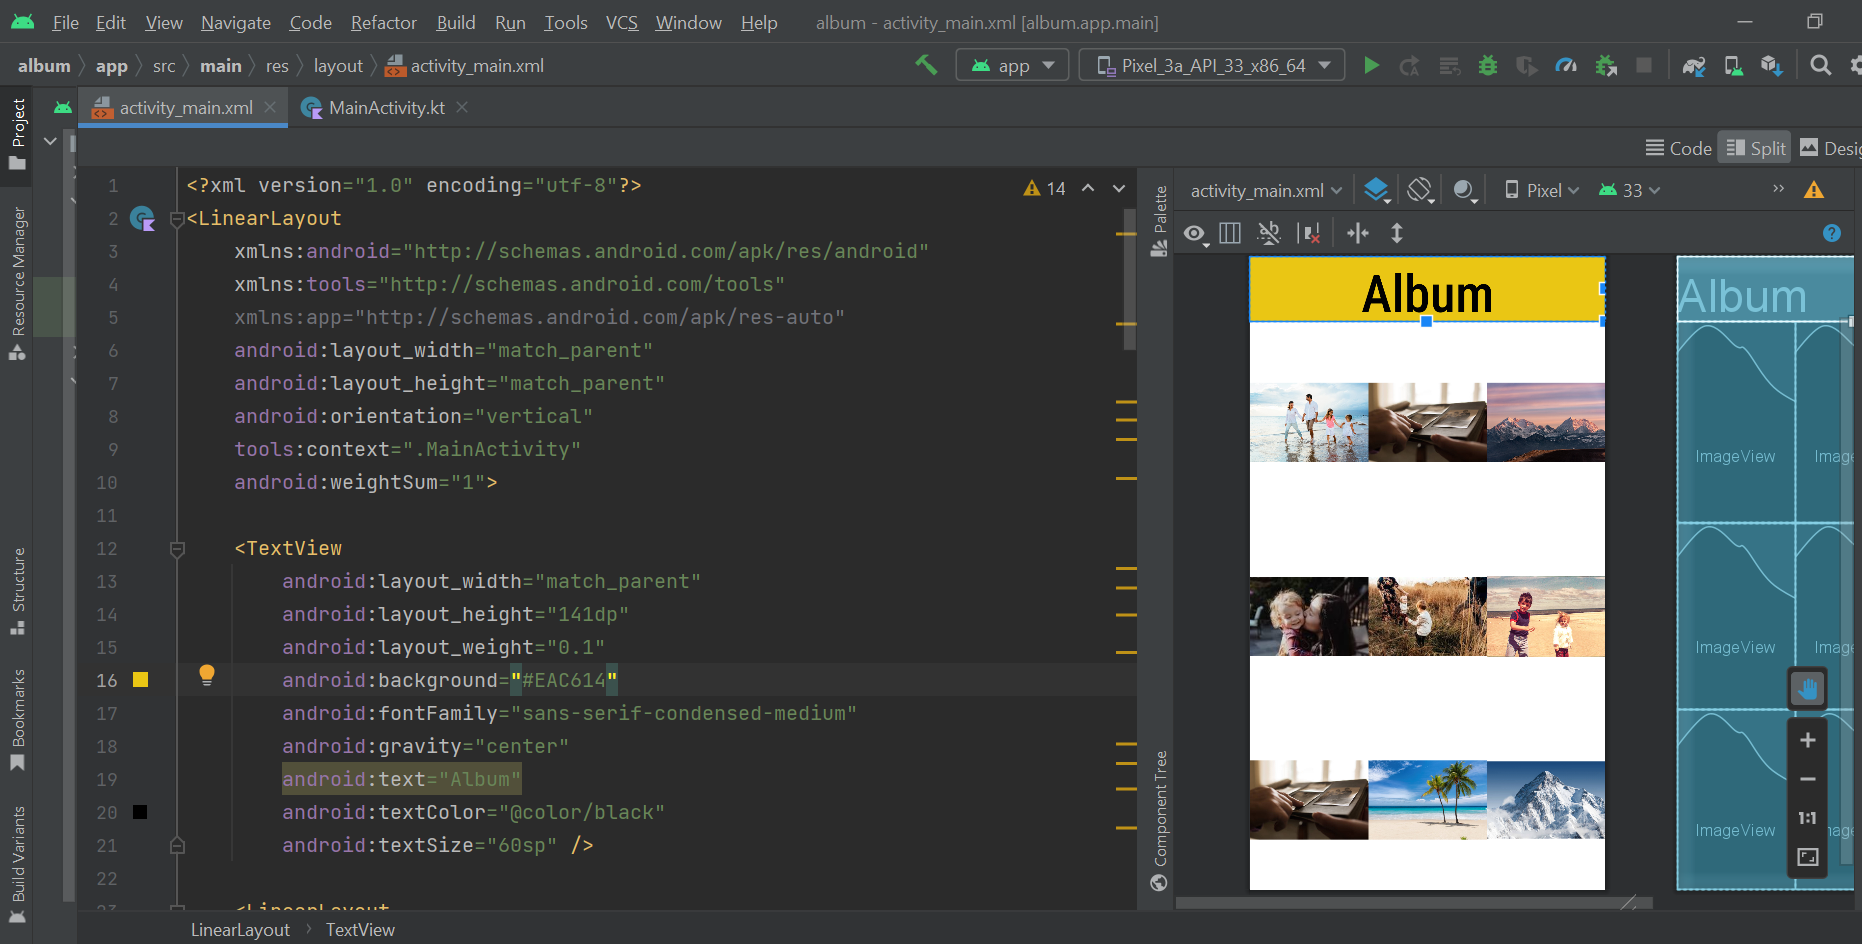 File Edit View Navigate Code Refactor Build Run Tools VCS Window Help album - activity_main.xml [album.app.main]
album app src main res layout activity_main.xml app Pixel_3a_API_33_x86_64
Project
activity_main.xml MainActivity.kt
Code Split Desig
Resource Manager
Structure
Bookmarks
Build Variants
14
1 <?xml version="1.0" encoding="utf-8"?>
2 <LinearLayout
3 xmlns:android="http://schemas.android.com/apk/res/android"
4 xmlns:tools="http://schemas.android.com/tools"
5 xmlns:app="http://schemas.android.com/apk/res-auto"
6 android:layout_width="match_parent"
7 android:layout_height="match_parent"
8 android:orientation="vertical"
9 tools:context=".MainActivity"
10 android:weightSum="1">
11
12 <TextView
13 android:layout_width="match_parent"
14 android:layout_height="141dp"
15 android:layout_weight="0.1"
16 android:background="#EAC614"
17 android:fontFamily="sans-serif-condensed-medium"
18 android:gravity="center"
19 android:text="Album"
20 android:textColor="@color/black"
21 android:textSize="60sp" />
22
23 <LinearLayout
Palette
Component Tree
activity_main.xml Pixel 33
Album
Album
ImageView Imag
ImageView
ImageView mage
1:1
LinearLayout TextView